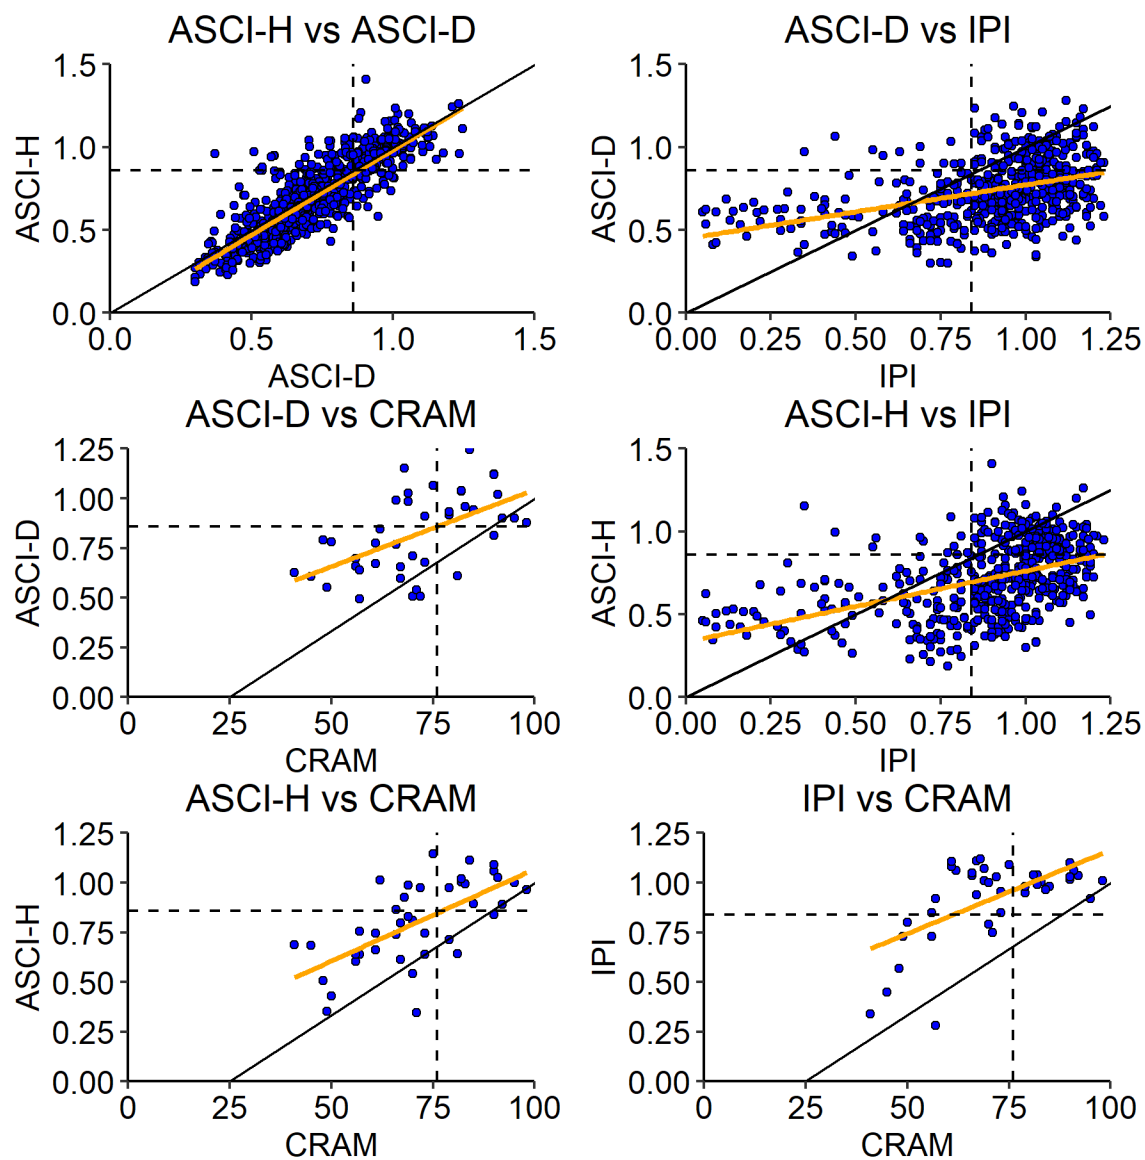 ASCI-H vs ASCI-D
1.5
1.0
0.5
0.0
ASCI-H
0.0 0.5 1.0 1.5
ASCI-D
ASCI-D vs IPI
1.5
1.0
0.5
0.0
ASCI-D
0.00 0.25 0.50 0.75 1.00 1.25
IPI
ASCI-D vs CRAM
1.25
1.00
0.75
0.50
0.25
0.00
ASCI-D
0 25 50 75 100
CRAM
ASCI-H vs IPI
1.5
1.0
0.5
0.0
ASCI-H
0.00 0.25 0.50 0.75 1.00 1.25
IPI
ASCI-H vs CRAM
1.25
1.00
0.75
0.50
0.25
0.00
ASCI-H
0 25 50 75 100
CRAM
IPI vs CRAM
1.25
1.00
0.75
0.50
0.25
0.00
IPI
0 25 50 75 100
CRAM